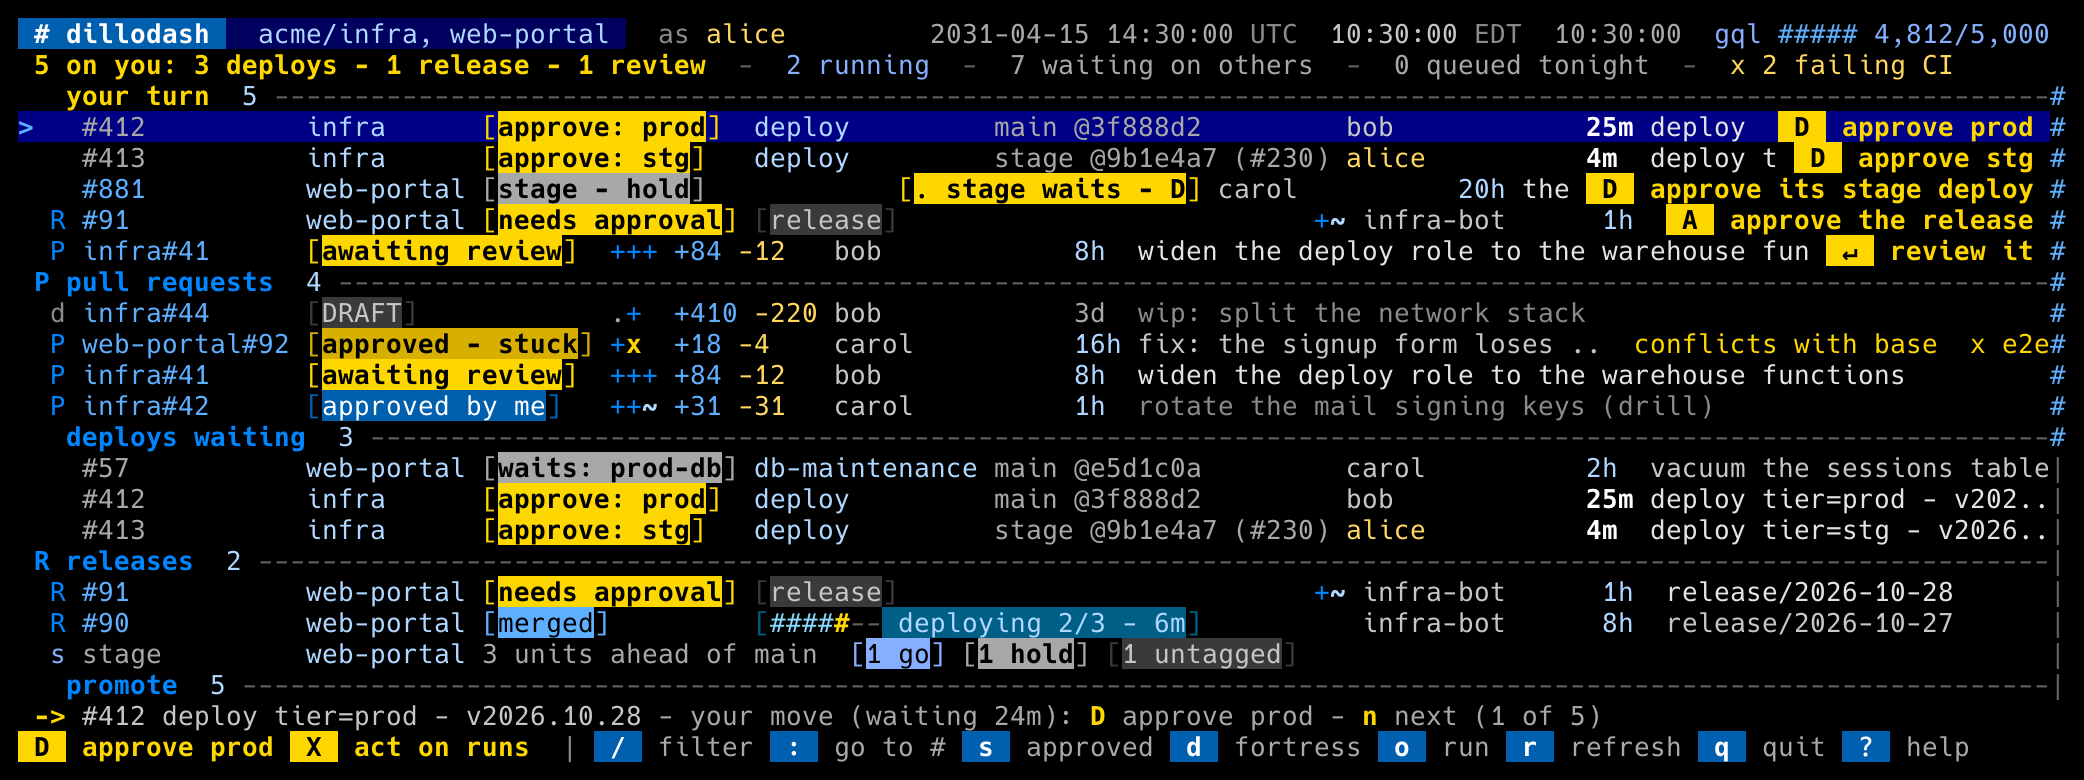 # dillodash  acme/infra, web-portal  as alice  2031-04-15 14:30:00 UTC  10:30:00 EDT  10:30:00  gql ##### 4,812/5,000
5 on you: 3 deploys - 1 release - 1 review  -  2 running  -  7 waiting on others  -  0 queued tonight  -  x 2 failing CI
your turn  5 ---------------------------------------------------------------------------------------------------------------#
>   #412          infra      [approve: prod]  deploy         main @3f888d2         bob            25m deploy   D  approve prod #
#413          infra      [approve: stg]   deploy         stage @9b1e4a7 (#230) alice          4m  deploy t  D  approve stg #
#881          web-portal [stage - hold]            [. stage waits - D] carol          20h the  D  approve its stage deploy #
R #91           web-portal [needs approval] [release]                          +~ infra-bot      1h   A  approve the release #
P infra#41      [awaiting review]  +++ +84 -12   bob            8h  widen the deploy role to the warehouse fun  ↵  review it #
P pull requests  4 -----------------------------------------------------------------------------------------------------------#
d infra#44      [DRAFT]            .+  +410 -220 bob            3d  wip: split the network stack                             #
P web-portal#92 [approved - stuck] +x  +18 -4    carol          16h fix: the signup form loses ..  conflicts with base  x e2e#
P infra#41      [awaiting review]  +++ +84 -12   bob            8h  widen the deploy role to the warehouse functions         #
P infra#42      [approved by me]   ++~ +31 -31   carol          1h  rotate the mail signing keys (drill)                     #
deploys waiting  3 ---------------------------------------------------------------------------------------------------------#
#57           web-portal [waits: prod-db] db-maintenance main @e5d1c0a         carol          2h  vacuum the sessions table|
#412          infra      [approve: prod]  deploy         main @3f888d2         bob            25m deploy tier=prod - v202..|
#413          infra      [approve: stg]   deploy         stage @9b1e4a7 (#230) alice          4m  deploy tier=stg - v2026..|
R releases  2 ----------------------------------------------------------------------------------------------------------------|
R #91           web-portal [needs approval] [release]                          +~ infra-bot      1h  release/2026-10-28      |
R #90           web-portal [merged]         [#####-- deploying 2/3 - 6m]          infra-bot      8h  release/2026-10-27      |
s stage         web-portal 3 units ahead of main  [1 go] [1 hold] [1 untagged]                                               |
promote  5 -----------------------------------------------------------------------------------------------------------------|
-> #412 deploy tier=prod - v2026.10.28 - your move (waiting 24m): D approve prod - n next (1 of 5)
D  approve prod  X  act on runs  |  /  filter  :  go to #  s  approved  d  fortress  o  run  r  refresh  q  quit  ?  help